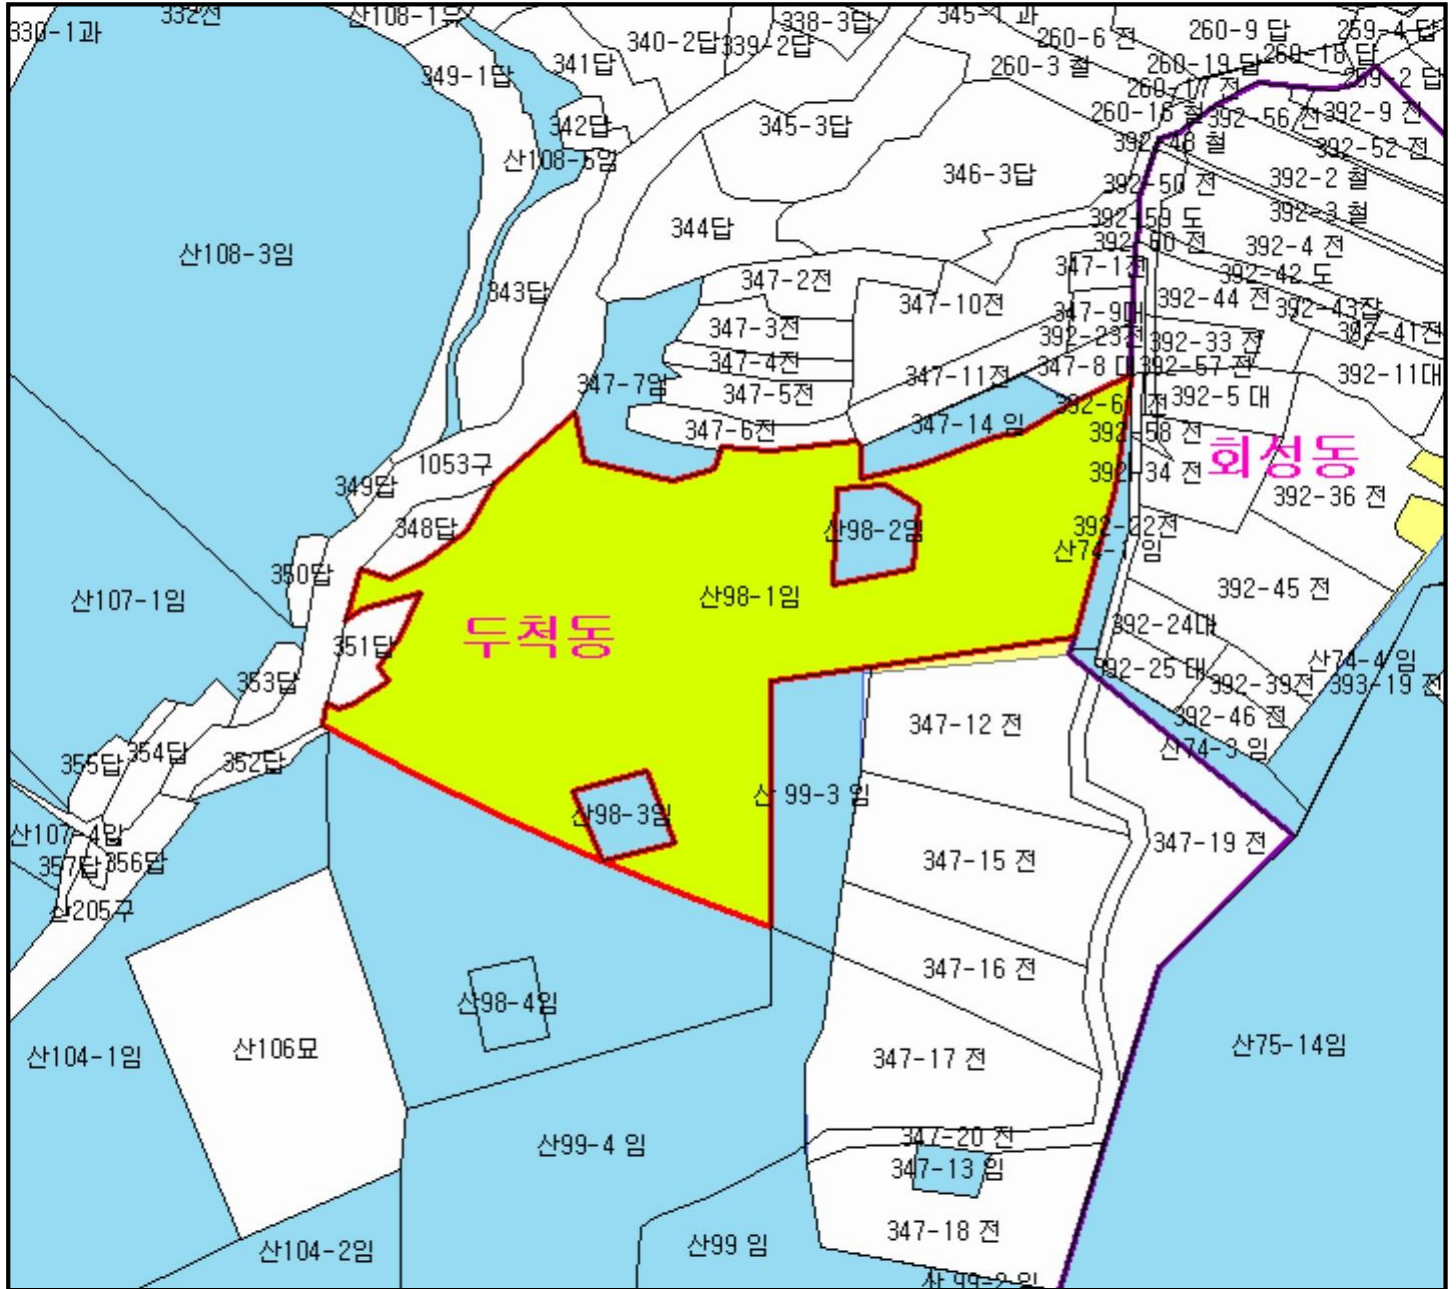 332전
산108-1유
338-3답
345-1 과
330-1과
340-2답
339-2답
260-6 전
260-9 답
259-4 답
341답
260-3 철
260-19 답
260-18 답
349-1답
259-2 답
260-17 전
342답
345-3답
260-16 철
392-56 전
392-9 전
392-48 철
392-52 전
산108-5임
346-3답
392-50 전
392-2 철
392-59 도
392-3 철
344답
392-60 전
392-4 전
산108-3임
347-1전
392-42 도
347-2전
343답
347-10전
392-44 전
392-43잡
347-9대
347-3전
392-23전
392-33 전
392-41전
347-4전
347-8 대
392-57 전
347-7임
347-5전
347-11전
392-5 대
392-11대
347-6전
347-14 임
392-58 전
회성동
1053구
349답
392-34 전
392-36 전
348답
산98-2임
392-22전
산74-1 임
350답
392-45 전
산107-1임
산98-1임
두척동
351답
392-24대
산74-4 임
392-25 대
353답
392-39전
393-19 전
392-46 전
347-12 전
산74-3 임
354답
355답
352답
산 99-3 임
산98-3임
산107-4임
347-19 전
357답
356답
347-15 전
산205구
347-16 전
산98-4임
산104-1임
산106묘
347-17 전
산75-14임
347-20 전
산99-4 임
347-13 임
347-18 전
산104-2임
산99 임
산 99-2 임